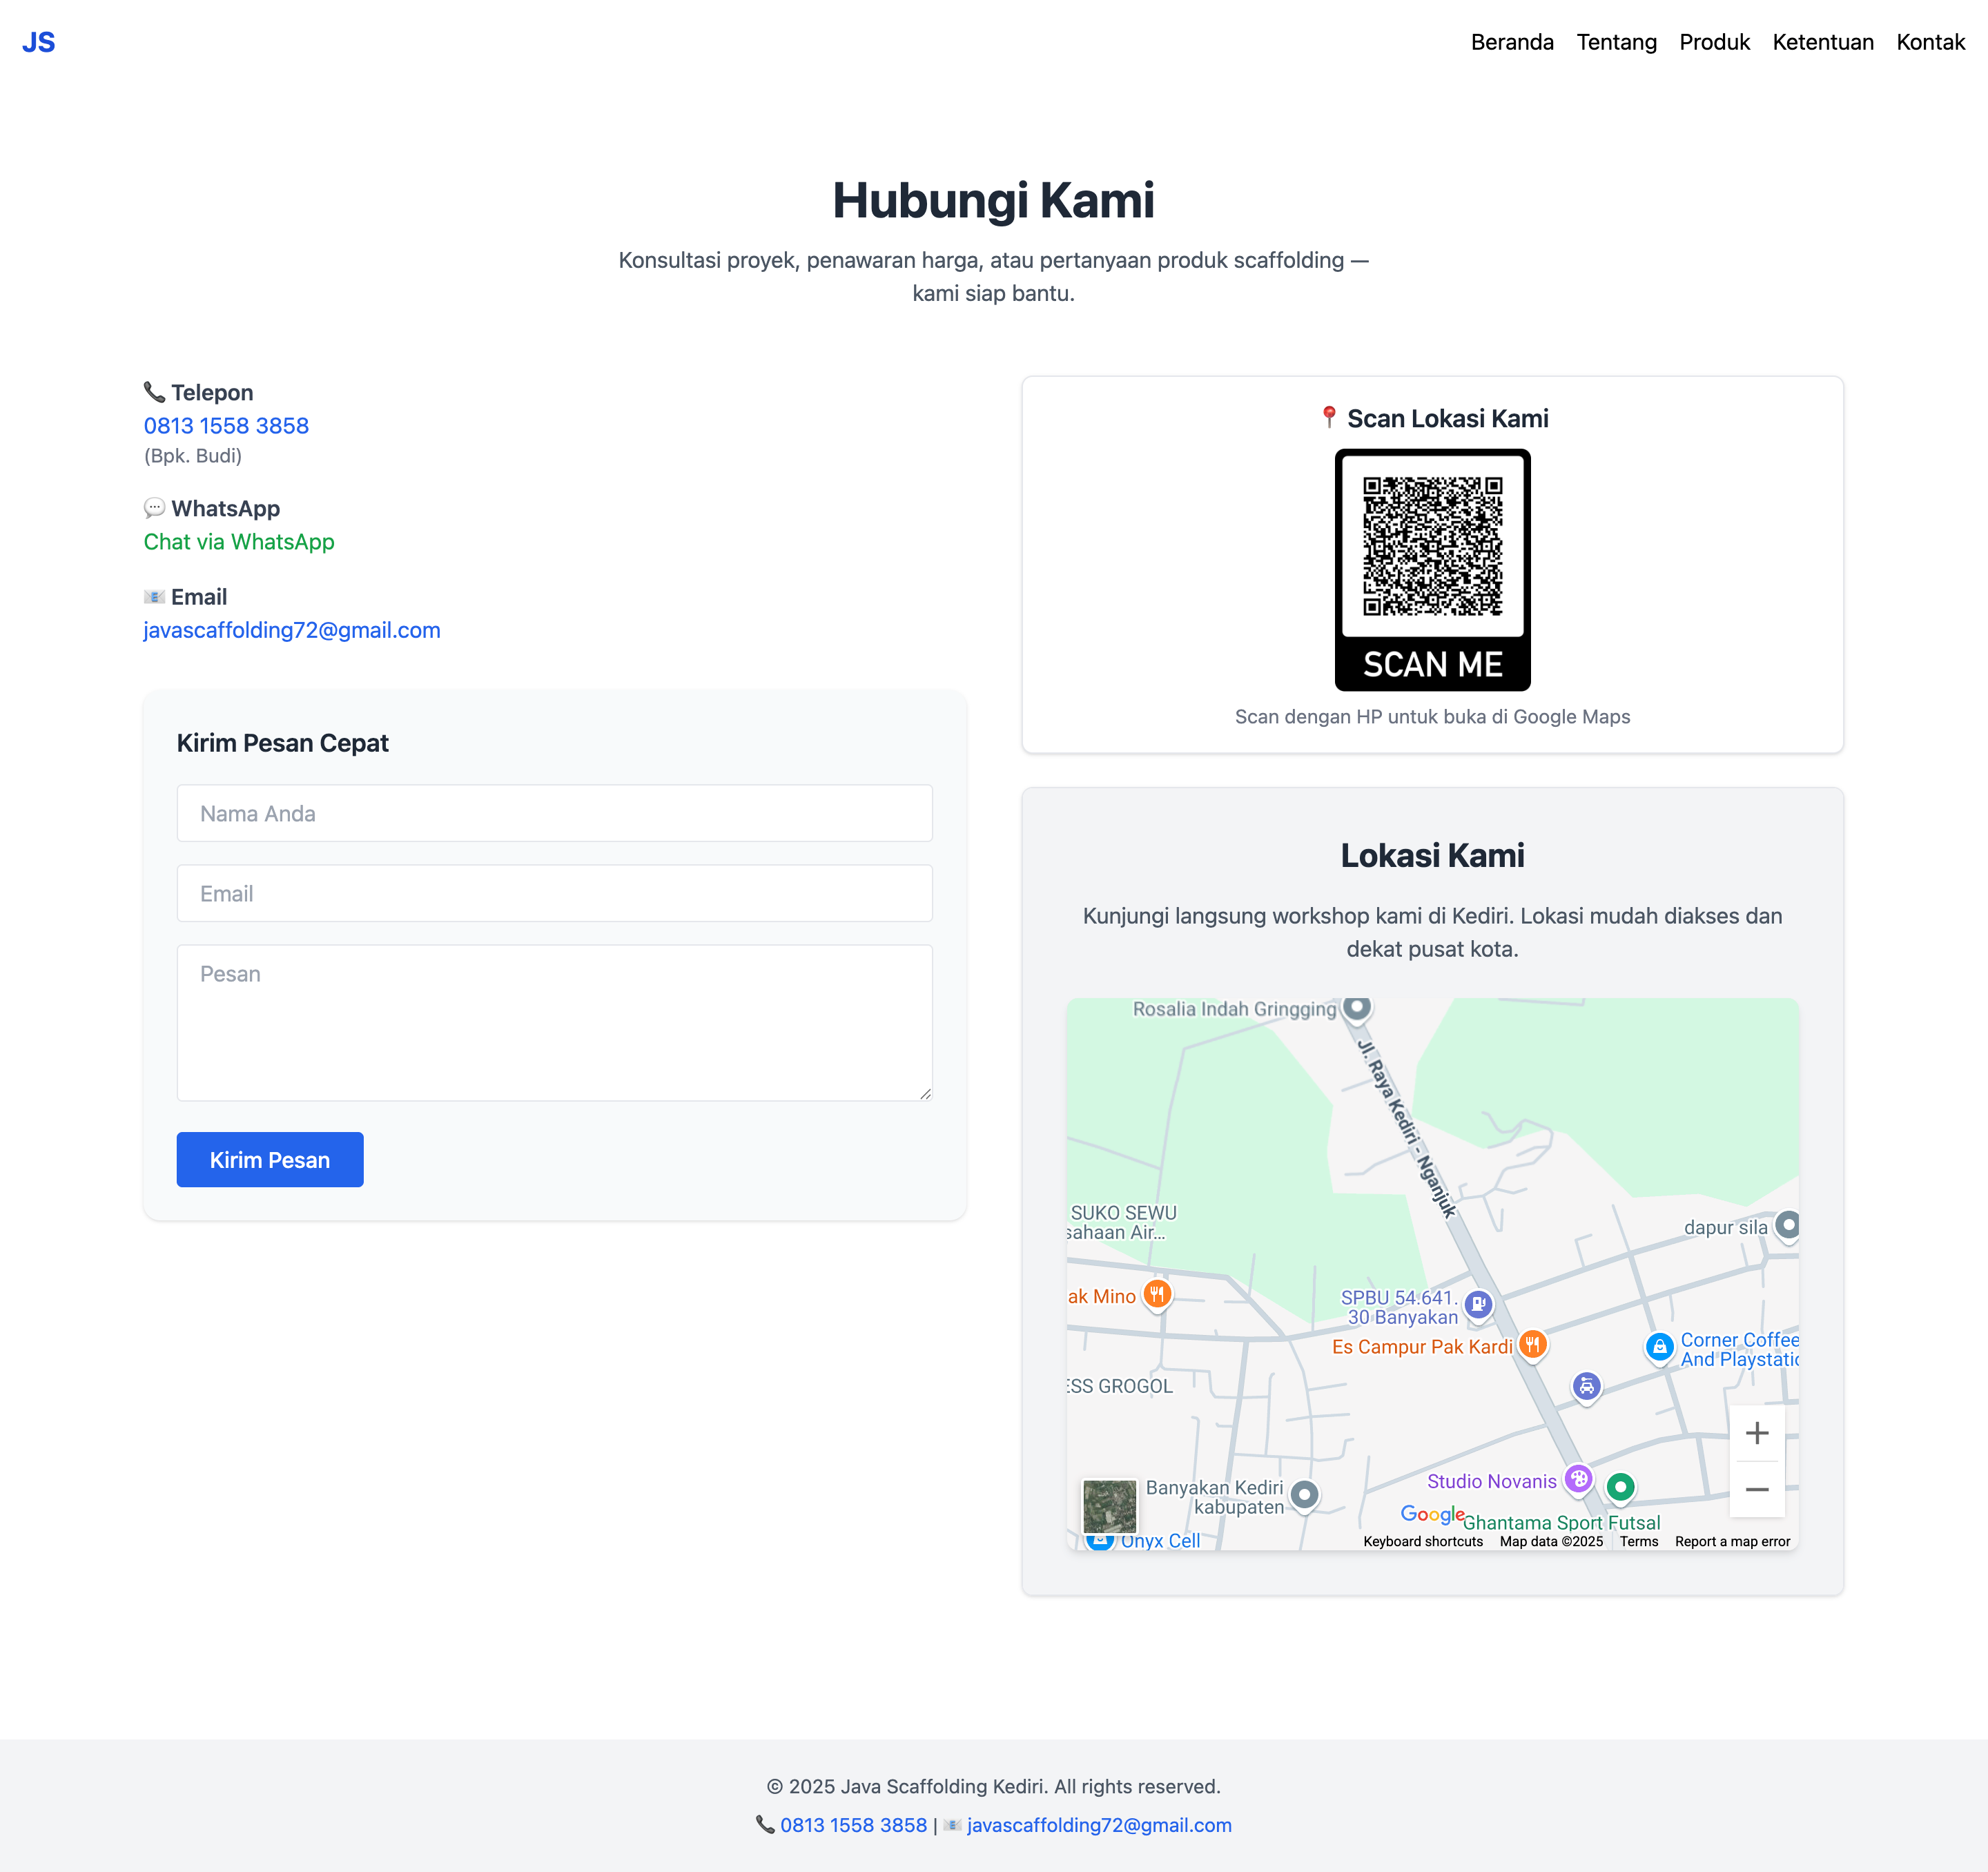 JS
Beranda Tentang Produk Ketentuan Kontak
Hubungi Kami
Konsultasi proyek, penawaran harga, atau pertanyaan produk scaffolding —
kami siap bantu.
📞 Telepon
0813 1558 3858
(Bpk. Budi)
💬 WhatsApp
Chat via WhatsApp
📧 Email
javascaffolding72@gmail.com
Kirim Pesan Cepat
Nama Anda
Email
Pesan
Kirim Pesan
📍 Scan Lokasi Kami
SCAN ME
Scan dengan HP untuk buka di Google Maps
Lokasi Kami
Kunjungi langsung workshop kami di Kediri. Lokasi mudah diakses dan
dekat pusat kota.
Rosalia Indah Gringging
Jl. Raya Kediri - Nganjuk
SUKO SEWU
sahaan Air...
dapur sila
ak Mino
SPBU 54.641.
30 Banyakan
Es Campur Pak Kardi
Corner Coffee
And Playstatio
ESS GROGOL
Studio Novanis
Banyakan Kediri
kabupaten
Google
Ghantama Sport Futsal
Onyx Cell
Keyboard shortcuts Map data ©2025 Terms Report a map error
© 2025 Java Scaffolding Kediri. All rights reserved.
📞 0813 1558 3858 | 📧 javascaffolding72@gmail.com